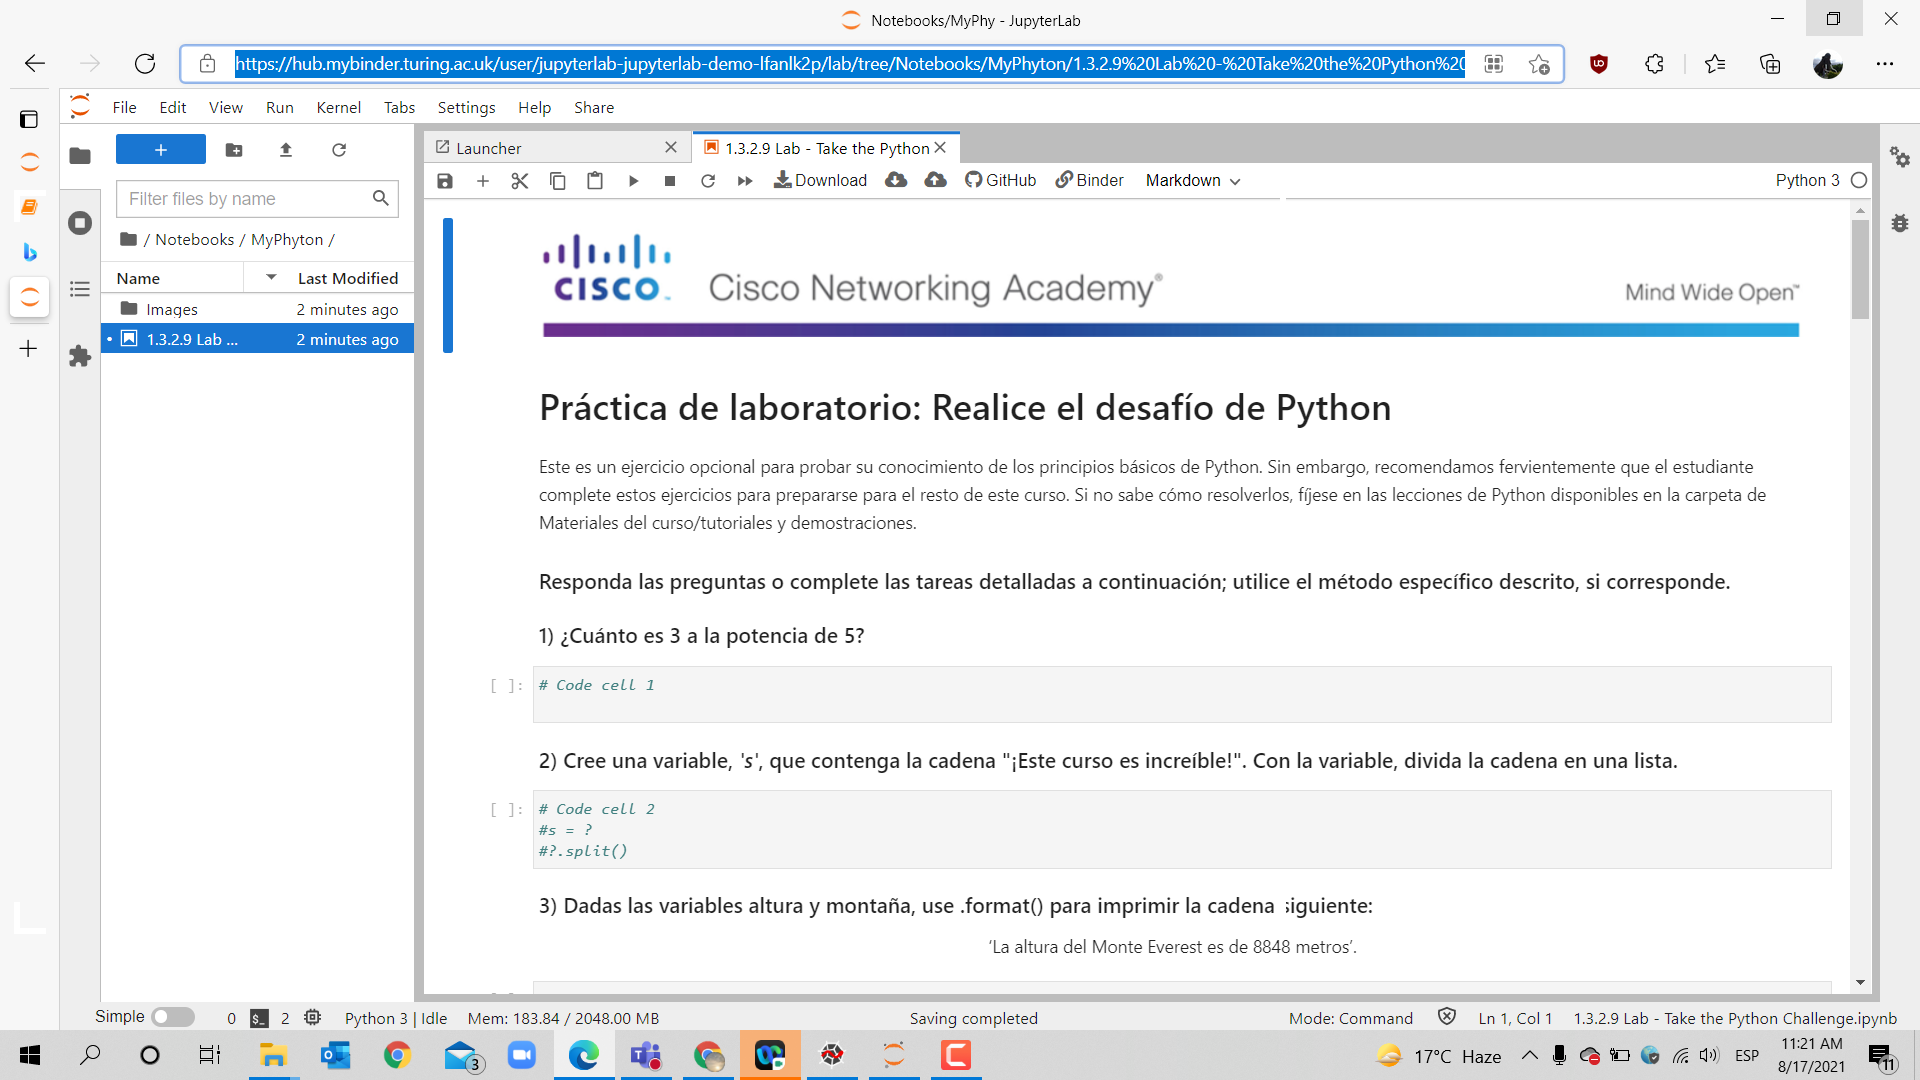 Notebooks/MyPhy - JupyterLab
https://hub.mybinder.turing.ac.uk/user/jupyterlab-jupyterlab-demo-lfanlk2p/lab/tree/Notebooks/MyPhyton/1.3.2.9%20Lab%20-%20Take%20the%20Python%20
File Edit View Run Kernel Tabs Settings Help Share
Launcher
1.3.2.9 Lab - Take the Python
Download GitHub Binder Markdown Python 3
Filter files by name
/ Notebooks / MyPhyton /
Name Last Modified
Images 2 minutes ago
1.3.2.9 Lab ... 2 minutes ago
CISCO Cisco Networking Academy® Mind Wide Open™
Práctica de laboratorio: Realice el desafío de Python
Este es un ejercicio opcional para probar su conocimiento de los principios básicos de Python. Sin embargo, recomendamos fervientemente que el estudiante
complete estos ejercicios para prepararse para el resto de este curso. Si no sabe cómo resolverlos, fíjese en las lecciones de Python disponibles en la carpeta de
Materiales del curso/tutoriales y demostraciones.
Responda las preguntas o complete las tareas detalladas a continuación; utilice el método específico descrito, si corresponde.
1) ¿Cuánto es 3 a la potencia de 5?
[ ]: # Code cell 1
2) Cree una variable, 's', que contenga la cadena "¡Este curso es increíble!". Con la variable, divida la cadena en una lista.
[ ]: # Code cell 2
#s = ?
#?.split()
3) Dadas las variables altura y montaña, use .format() para imprimir la cadena siguiente:
‘La altura del Monte Everest es de 8848 metros’.
Simple 0 $_ 2 Python 3 | Idle Mem: 183.84 / 2048.00 MB Saving completed Mode: Command Ln 1, Col 1 1.3.2.9 Lab - Take the Python Challenge.ipynb
3 17°C Haze ESP 11:21 AM
8/17/2021 11